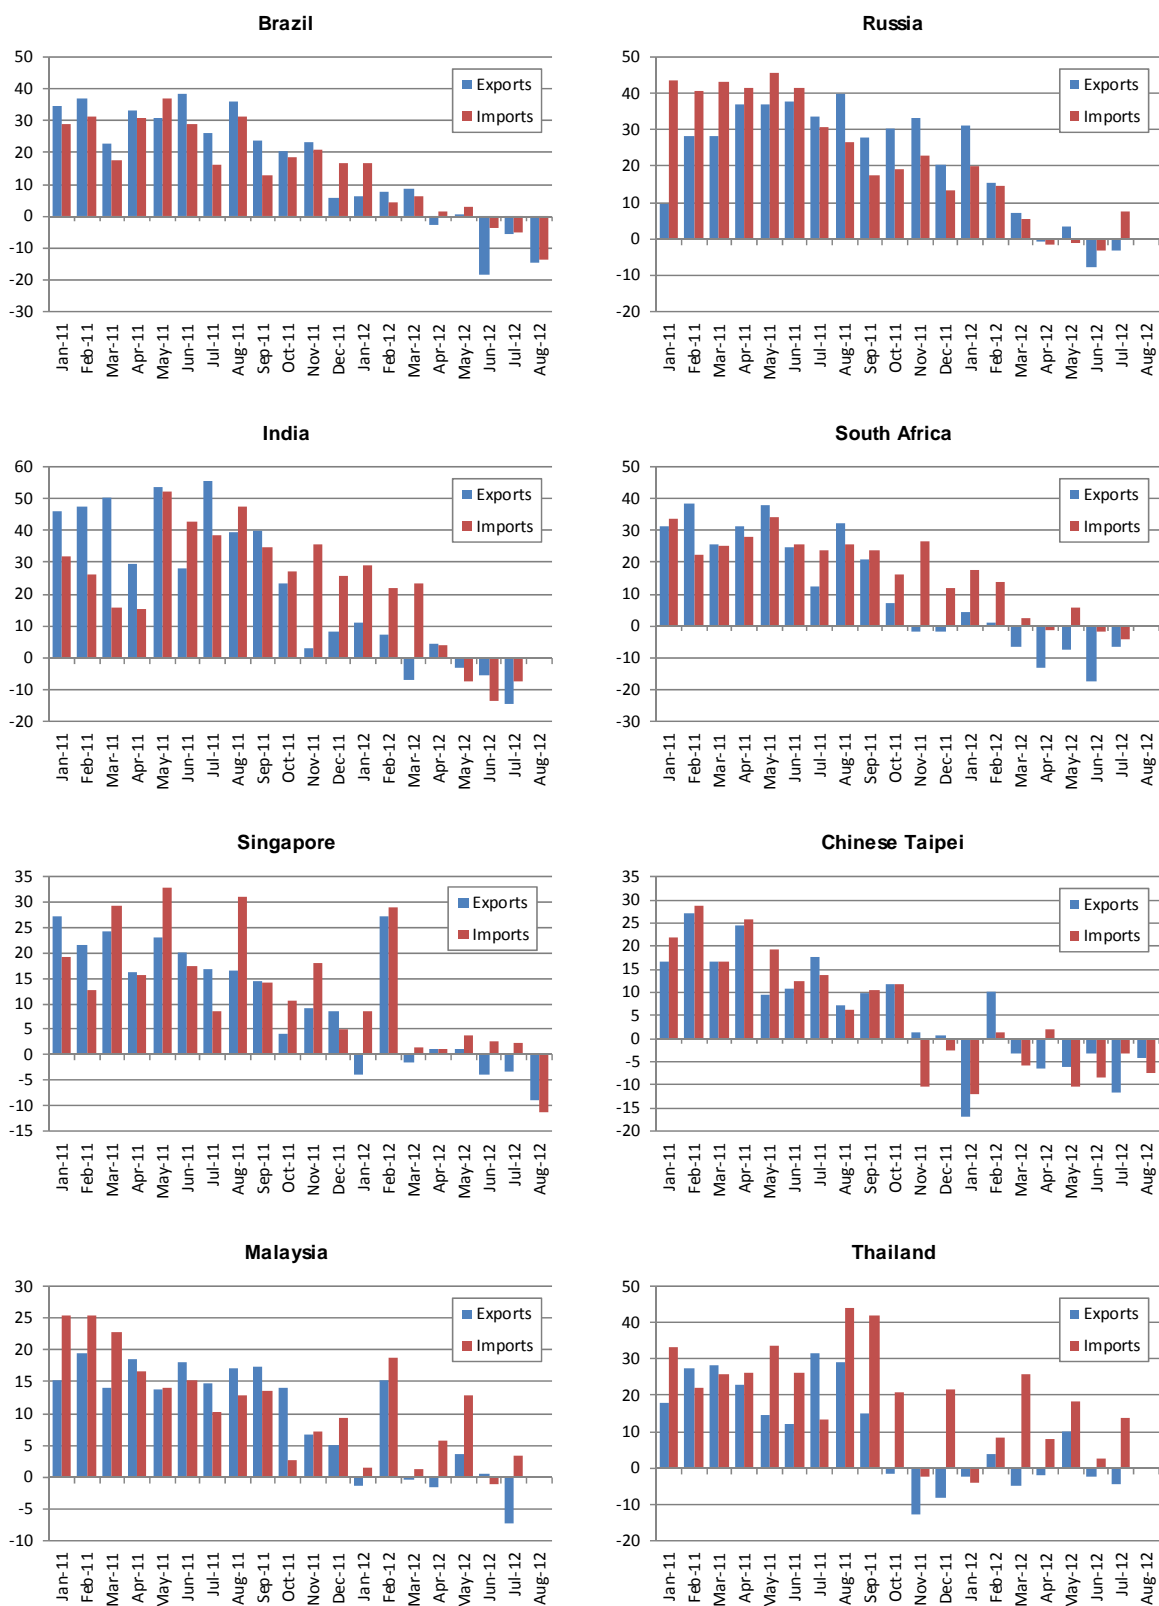 Brazil
50
40
30
20
10
0
-10
-20
-30
Exports
Imports
Jan-11
Feb-11
Mar-11
Apr-11
May-11
Jun-11
Jul-11
Aug-11
Sep-11
Oct-11
Nov-11
Dec-11
Jan-12
Feb-12
Mar-12
Apr-12
May-12
Jun-12
Jul-12
Aug-12
Russia
50
40
30
20
10
0
-10
-20
Exports
Imports
Jan-11
Feb-11
Mar-11
Apr-11
May-11
Jun-11
Jul-11
Aug-11
Sep-11
Oct-11
Nov-11
Dec-11
Jan-12
Feb-12
Mar-12
Apr-12
May-12
Jun-12
Jul-12
Aug-12
India
60
50
40
30
20
10
0
-10
-20
Exports
Imports
Jan-11
Feb-11
Mar-11
Apr-11
May-11
Jun-11
Jul-11
Aug-11
Sep-11
Oct-11
Nov-11
Dec-11
Jan-12
Feb-12
Mar-12
Apr-12
May-12
Jun-12
Jul-12
Aug-12
South Africa
50
40
30
20
10
0
-10
-20
-30
Exports
Imports
Jan-11
Feb-11
Mar-11
Apr-11
May-11
Jun-11
Jul-11
Aug-11
Sep-11
Oct-11
Nov-11
Dec-11
Jan-12
Feb-12
Mar-12
Apr-12
May-12
Jun-12
Jul-12
Aug-12
Singapore
35
30
25
20
15
10
5
0
-5
-10
-15
Exports
Imports
Jan-11
Feb-11
Mar-11
Apr-11
May-11
Jun-11
Jul-11
Aug-11
Sep-11
Oct-11
Nov-11
Dec-11
Jan-12
Feb-12
Mar-12
Apr-12
May-12
Jun-12
Jul-12
Aug-12
Chinese Taipei
35
30
25
20
15
10
5
0
-5
-10
-15
-20
Exports
Imports
Jan-11
Feb-11
Mar-11
Apr-11
May-11
Jun-11
Jul-11
Aug-11
Sep-11
Oct-11
Nov-11
Dec-11
Jan-12
Feb-12
Mar-12
Apr-12
May-12
Jun-12
Jul-12
Aug-12
Malaysia
30
25
20
15
10
5
0
-5
-10
Exports
Imports
Jan-11
Feb-11
Mar-11
Apr-11
May-11
Jun-11
Jul-11
Aug-11
Sep-11
Oct-11
Nov-11
Dec-11
Jan-12
Feb-12
Mar-12
Apr-12
May-12
Jun-12
Jul-12
Aug-12
Thailand
50
40
30
20
10
0
-10
-20
Exports
Imports
Jan-11
Feb-11
Mar-11
Apr-11
May-11
Jun-11
Jul-11
Aug-11
Sep-11
Oct-11
Nov-11
Dec-11
Jan-12
Feb-12
Mar-12
Apr-12
May-12
Jun-12
Jul-12
Aug-12